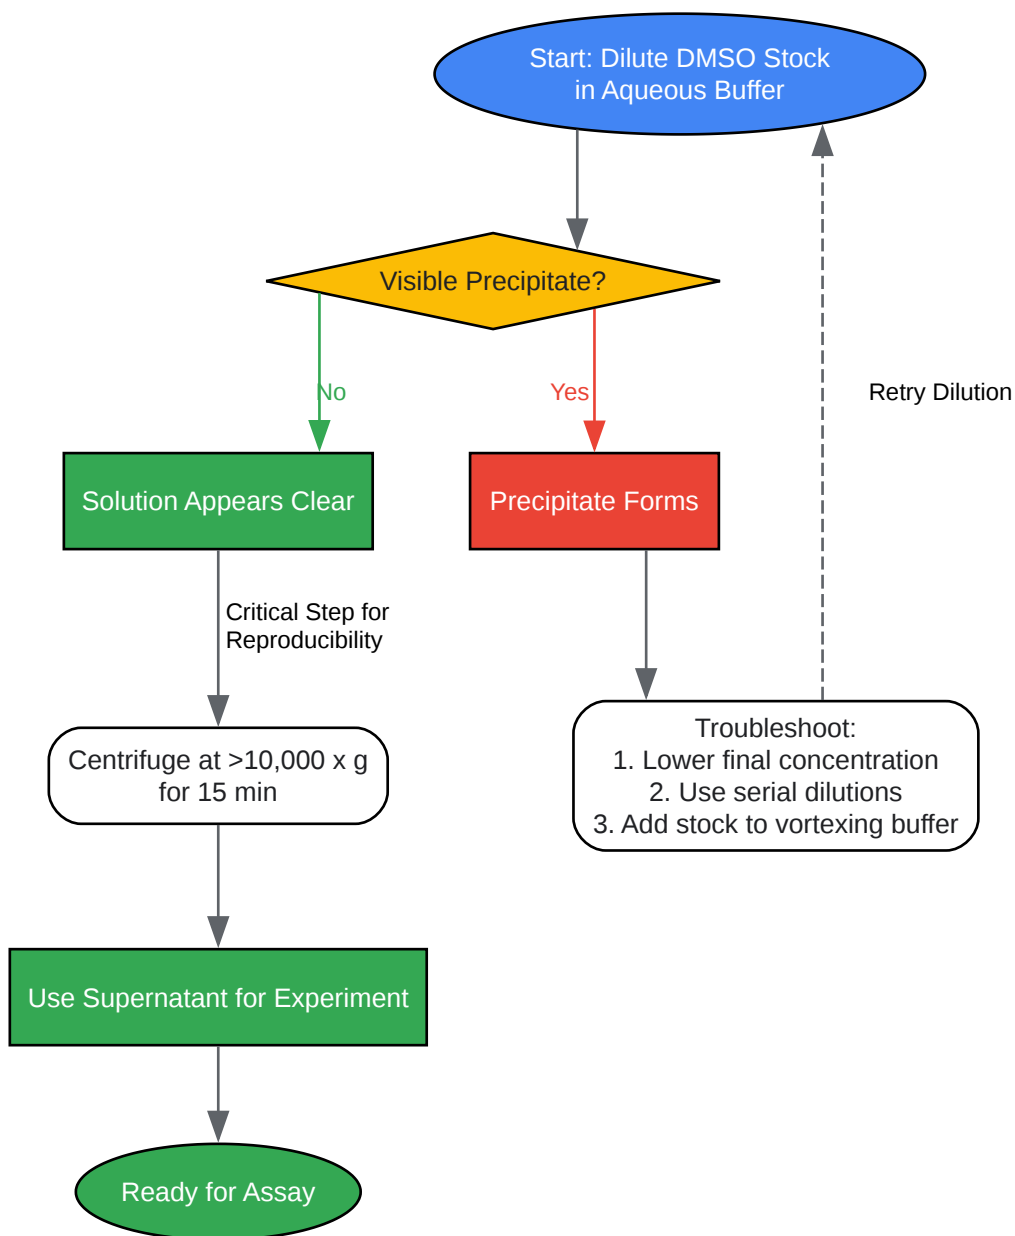 Start: Dilute DMSO Stock
in Aqueous Buffer
Visible Precipitate?
No
Yes
Retry Dilution
Solution Appears Clear
Precipitate Forms
Critical Step for
Reproducibility
Troubleshoot:
1. Lower final concentration
2. Use serial dilutions
3. Add stock to vortexing buffer
Centrifuge at >10,000 x g
for 15 min
Use Supernatant for Experiment
Ready for Assay